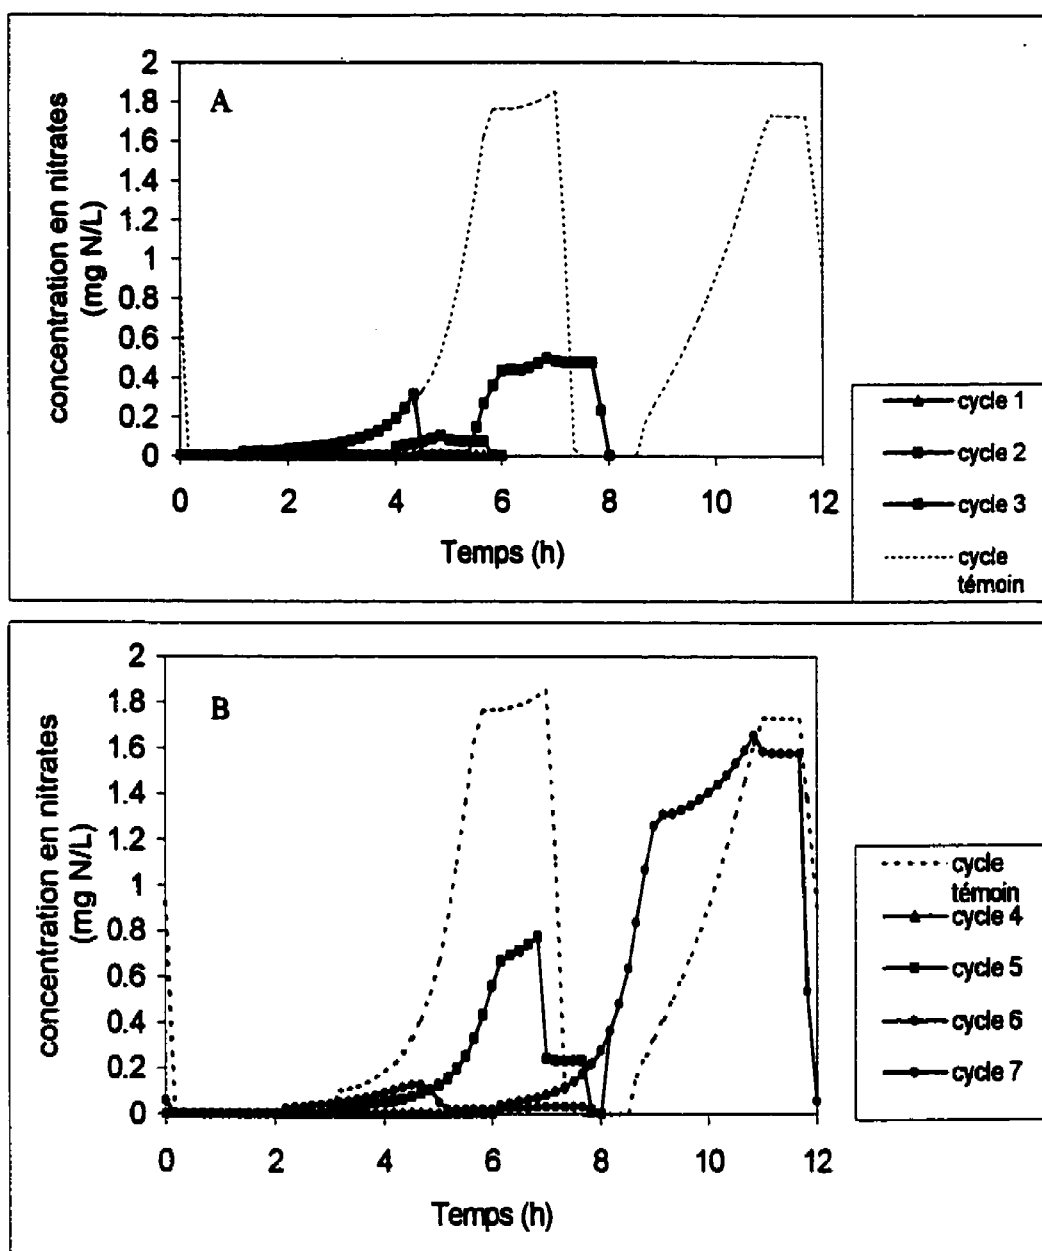 A
concentration en nitrates
(mg N/L)
2
1.8
1.6
1.4
1.2
1
0.8
0.6
0.4
0.2
0
0 2 4 6 8 10 12
Temps (h)
cycle 1
cycle 2
cycle 3
cycle
témoin
B
concentration en nitrates
(mg N/L)
2
1.8
1.6
1.4
1.2
1
0.8
0.6
0.4
0.2
0
0 2 4 6 8 10 12
Temps (h)
cycle
témoin
cycle 4
cycle 5
cycle 6
cycle 7